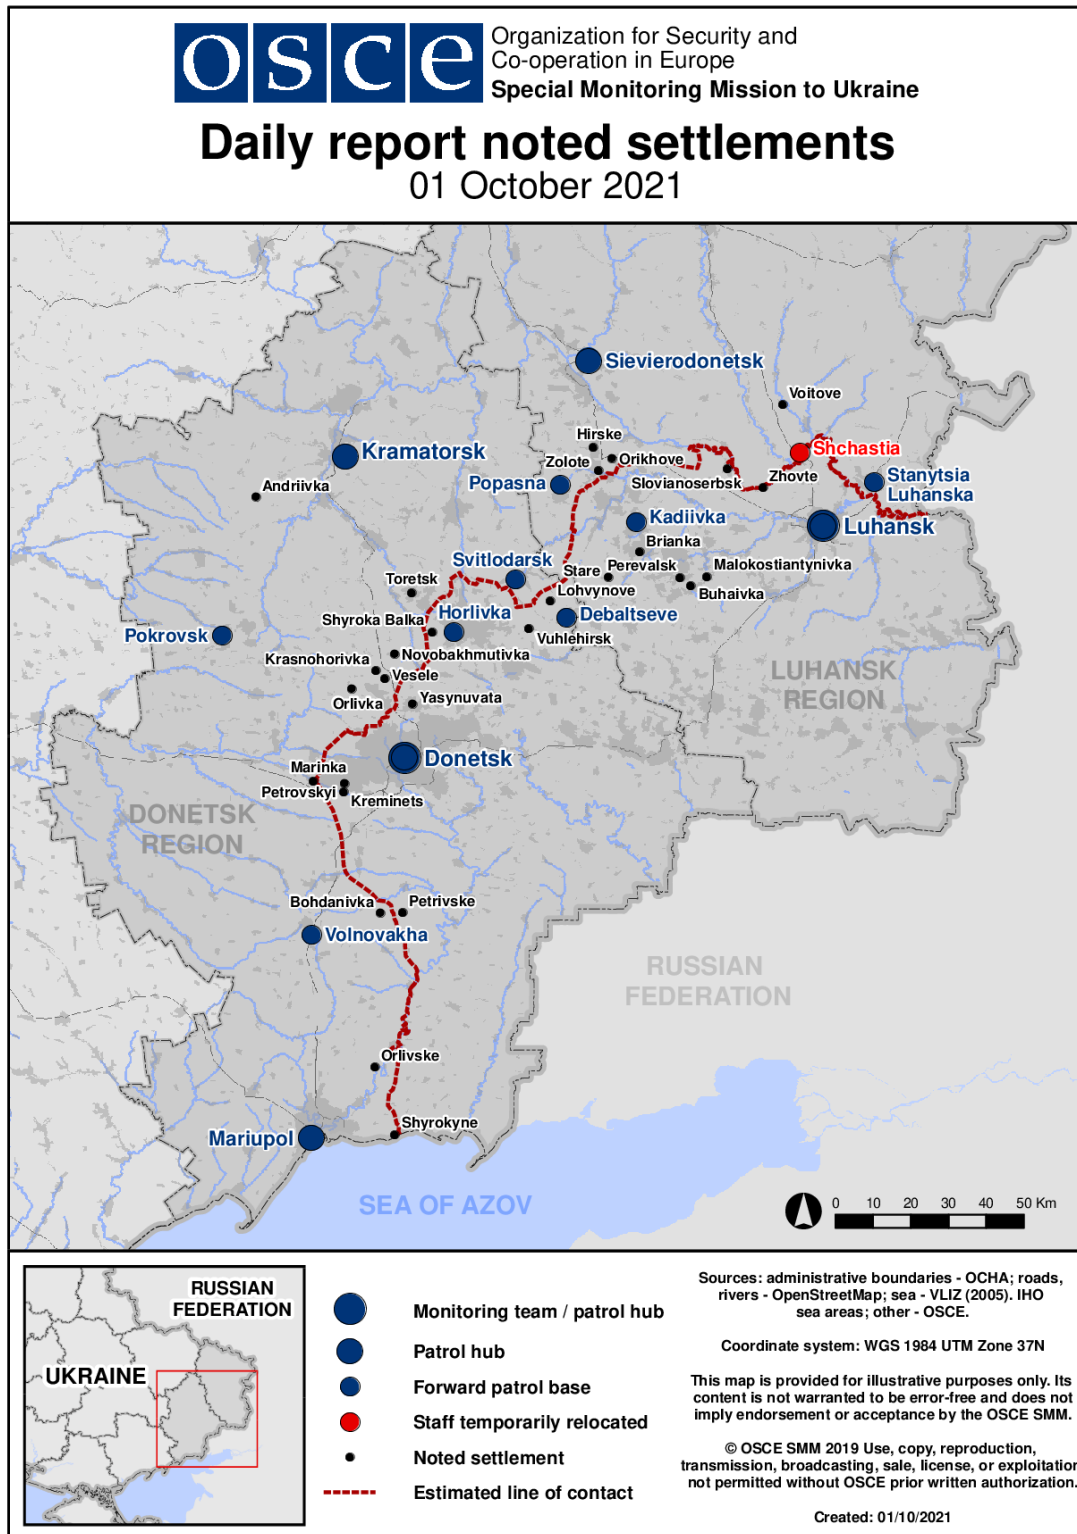 osce
Organization for Security and
Co-operation in Europe
Special Monitoring Mission to Ukraine
Daily report noted settlements
01 October 2021
Sievierodonetsk
Voitove
Hirske
Shchastia
Kramatorsk
Orikhove
Zolote
Zhovte
Stanytsia
Luhanska
Popasna
Slovianoserbsk
Andriivka
Kadiivka
Luhansk
Brianka
Svitlodarsk
Stare
Perevalsk
Malokostiantynivka
Toretsk
Lohvynove
Buhaivka
Horlivka
Debaltseve
Shyroka Balka
Pokrovsk
Vuhlehirsk
Novobakhmutivka
Krasnohorivka
Vesele
LUHANSK
REGION
Orlivka
Yasynuvata
Donetsk
Marinka
Petrovskyi
Kreminets
DONETSK
REGION
Bohdanivka
Petrivske
Volnovakha
RUSSIAN
FEDERATION
Orlivske
Shyrokyne
Mariupol
SEA OF AZOV
0 10 20 30 40 50 Km
RUSSIAN
FEDERATION
UKRAINE
Monitoring team / patrol hub
Patrol hub
Forward patrol base
Staff temporarily relocated
Noted settlement
Estimated line of contact
Sources: administrative boundaries - OCHA; roads,
rivers - OpenStreetMap; sea - VLIZ (2005). IHO
sea areas; other - OSCE.
Coordinate system: WGS 1984 UTM Zone 37N
This map is provided for illustrative purposes only. Its
content is not warranted to be error-free and does not
imply endorsement or acceptance by the OSCE SMM.
© OSCE SMM 2019 Use, copy, reproduction,
transmission, broadcasting, sale, license, or exploitation
not permitted without OSCE prior written authorization.
Created: 01/10/2021